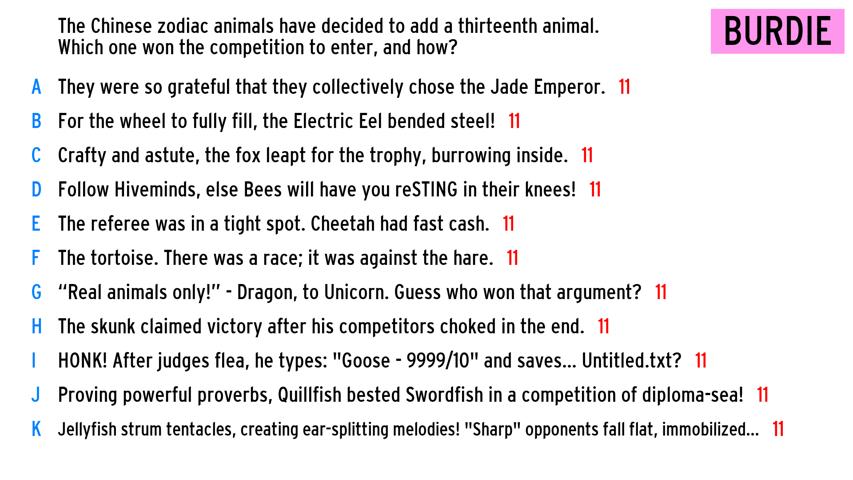 The Chinese zodiac animals have decided to add a thirteenth animal.
Which one won the competition to enter, and how?
BURDIE
A They were so grateful that they collectively chose the Jade Emperor. 11
B For the wheel to fully fill, the Electric Eel bended steel! 11
C Crafty and astute, the fox leapt for the trophy, burrowing inside. 11
D Follow Hiveminds, else Bees will have you reSTING in their knees! 11
E The referee was in a tight spot. Cheetah had fast cash. 11
F The tortoise. There was a race; it was against the hare. 11
G “Real animals only!” - Dragon, to Unicorn. Guess who won that argument? 11
H The skunk claimed victory after his competitors choked in the end. 11
I HONK! After judges flea, he types: "Goose - 9999/10" and saves... Untitled.txt? 11
J Proving powerful proverbs, Quillfish bested Swordfish in a competition of diploma-sea! 11
K Jellyfish strum tentacles, creating ear-splitting melodies! "Sharp" opponents fall flat, immobilized... 11